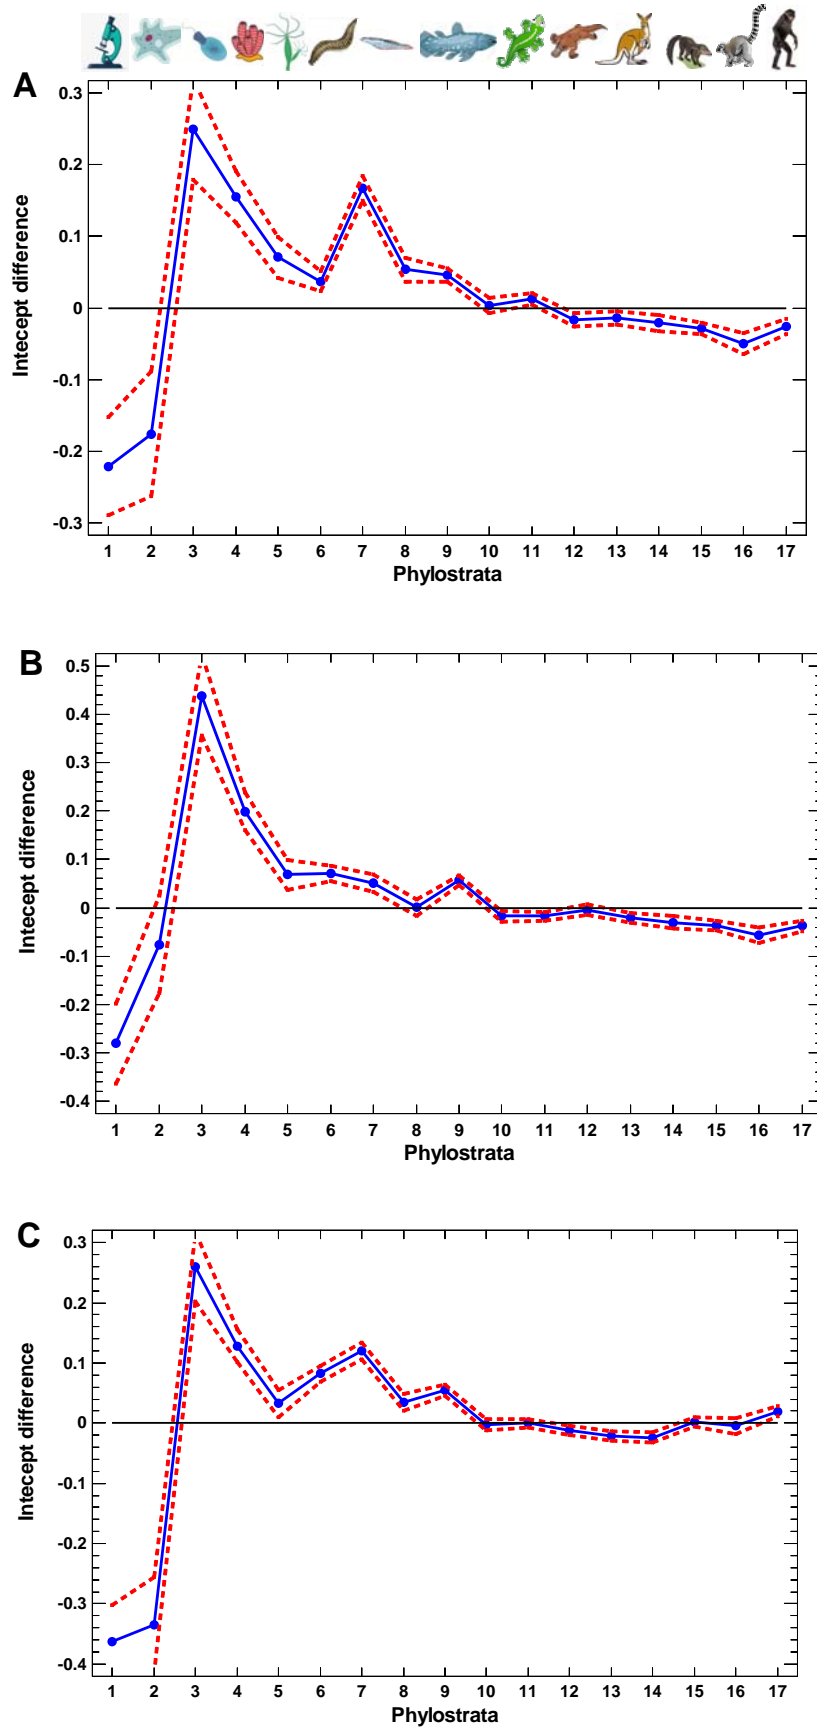 A
0.3
0.2
0.1
0
-0.1
-0.2
-0.3
Intecept difference
1 2 3 4 5 6 7 8 9 10 11 12 13 14 15 16 17
Phylostrata
B
0.5
0.4
0.3
0.2
0.1
0
-0.1
-0.2
-0.3
-0.4
Intecept difference
1 2 3 4 5 6 7 8 9 10 11 12 13 14 15 16 17
Phylostrata
C
0.3
0.2
0.1
0
-0.1
-0.2
-0.3
-0.4
Intecept difference
1 2 3 4 5 6 7 8 9 10 11 12 13 14 15 16 17
Phylostrata